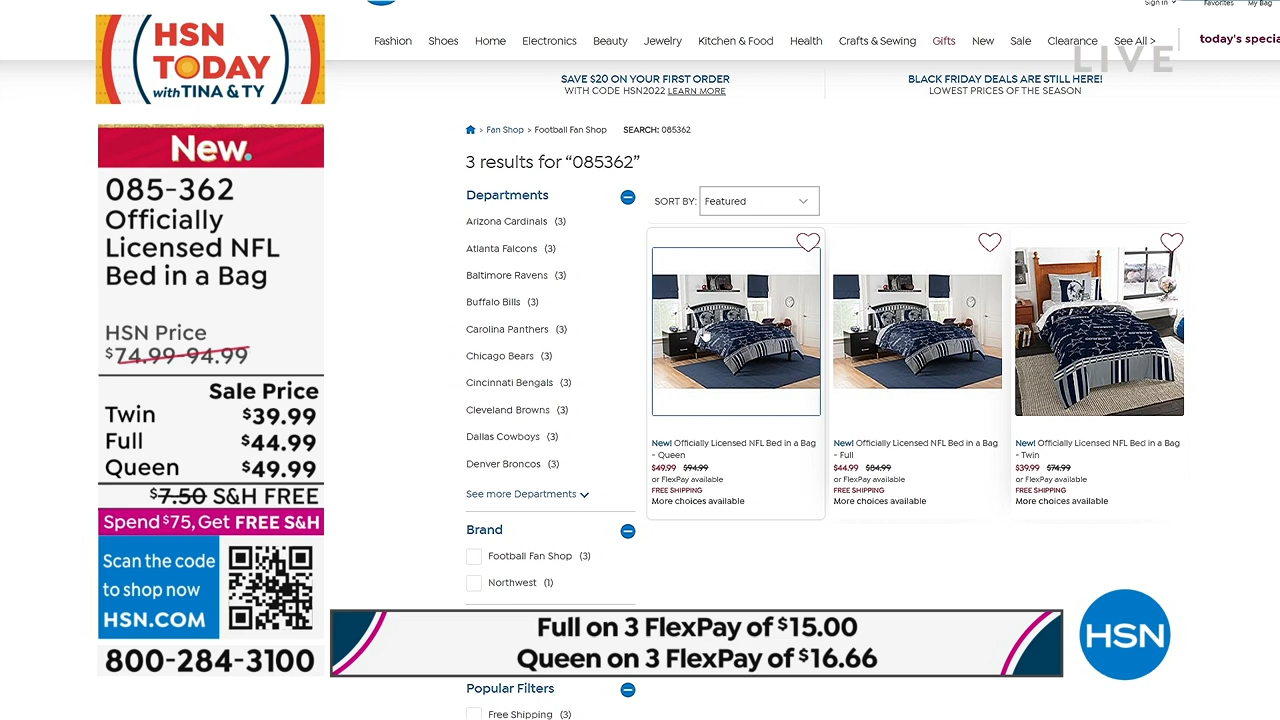 Sign in
Favorites
My Bag
Fashion
Shoes
Home
Electronics
Beauty
Jewelry
Kitchen & Food
Health
Crafts & Sewing
Gifts
New
Sale
Clearance
See All >
LIVE
SAVE $20 ON YOUR FIRST ORDER
WITH CODE HSN2022 LEARN MORE
BLACK FRIDAY DEALS ARE STILL HERE!
LOWEST PRICES OF THE SEASON
HSN
TODAY
with TINA & TY
New.
085-362
Officially
Licensed NFL
Bed in a Bag
HSN Price
$74.99-94.99
Sale Price
Twin $39.99
Full $44.99
Queen $49.99
$7.50 S&H FREE
Spend $75, Get FREE S&H
Scan the code
to shop now
HSN.COM
800-284-3100
> Fan Shop > Football Fan Shop SEARCH: 085362
3 results for “085362”
Departments
Arizona Cardinals (3)
Atlanta Falcons (3)
Baltimore Ravens (3)
Buffalo Bills (3)
Carolina Panthers (3)
Chicago Bears (3)
Cincinnati Bengals (3)
Cleveland Browns (3)
Dallas Cowboys (3)
Denver Broncos (3)
See more Departments
Brand
Football Fan Shop (3)
Northwest (1)
Popular Filters
Free Shipping (3)
SORT BY: Featured
New! Officially Licensed NFL Bed in a Bag
- Queen
$49.99 $94.99
or FlexPay available
FREE SHIPPING
More choices available
New! Officially Licensed NFL Bed in a Bag
- Full
$44.99 $84.99
or FlexPay available
FREE SHIPPING
More choices available
COWBOYS
New! Officially Licensed NFL Bed in a Bag
- Twin
$39.99 $74.99
or FlexPay available
FREE SHIPPING
More choices available
Full on 3 FlexPay of $15.00
Queen on 3 FlexPay of $16.66
HSN